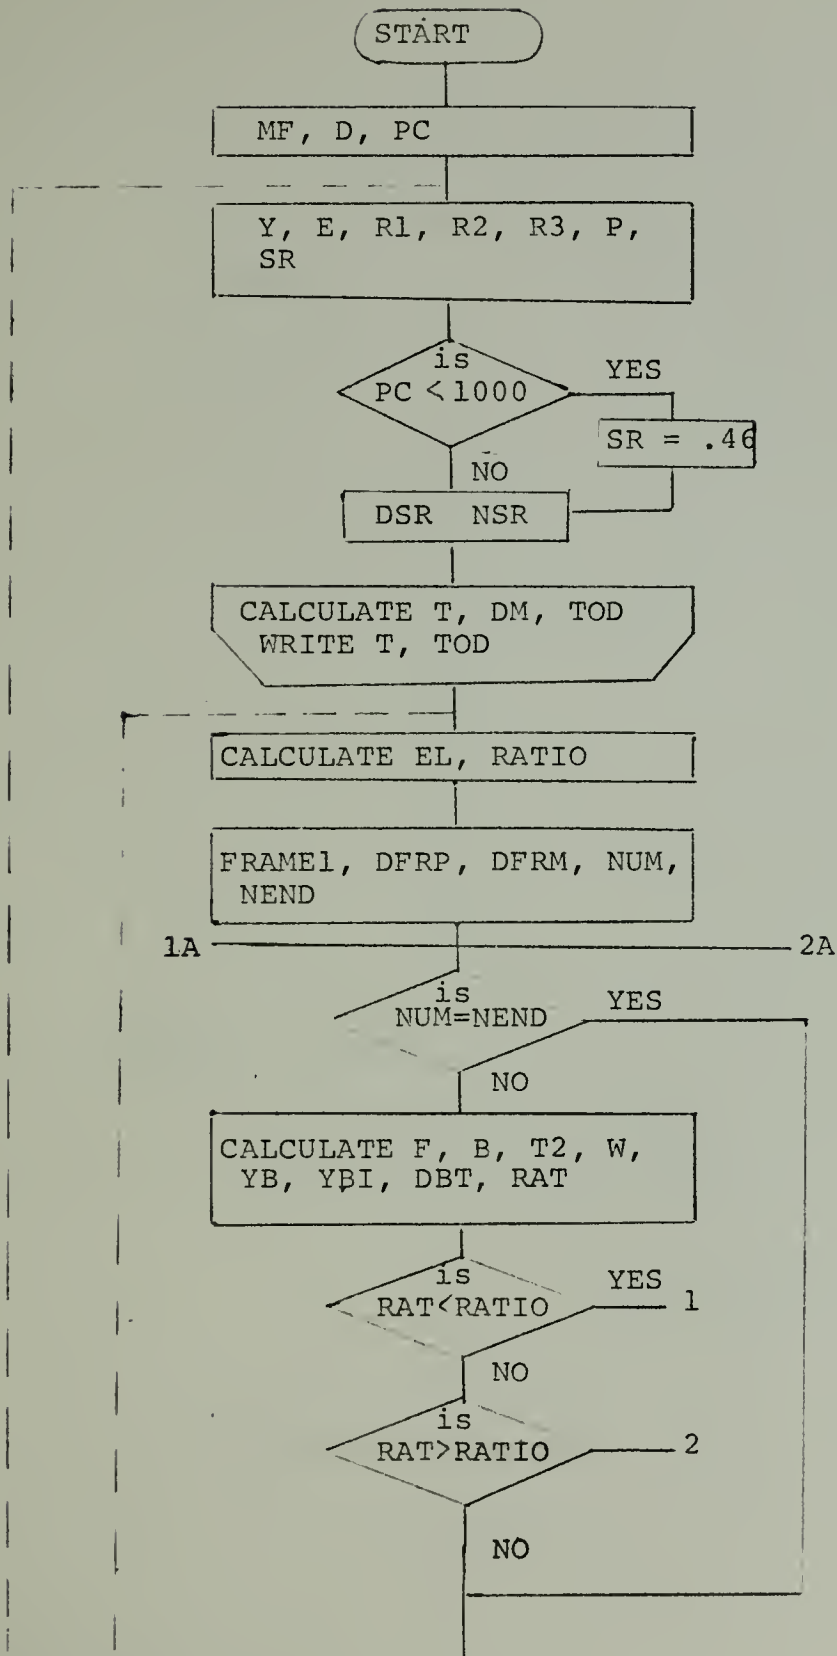 START
MF, D, PC
Y, E, R1, R2, R3, P,
SR
is
PC < 1000
YES
SR = .46
NO
DSR NSR
CALCULATE T, DM, TOD
WRITE T, TOD
CALCULATE EL, RATIO
FRAME1, DFRP, DFRM, NUM,
NEND
1A
2A
is
NUM=NEND
YES
NO
CALCULATE F, B, T2, W,
YB, YBI, DBT, RAT
is
RAT<RATIO
YES
1
NO
is
RAT>RATIO
2
NO